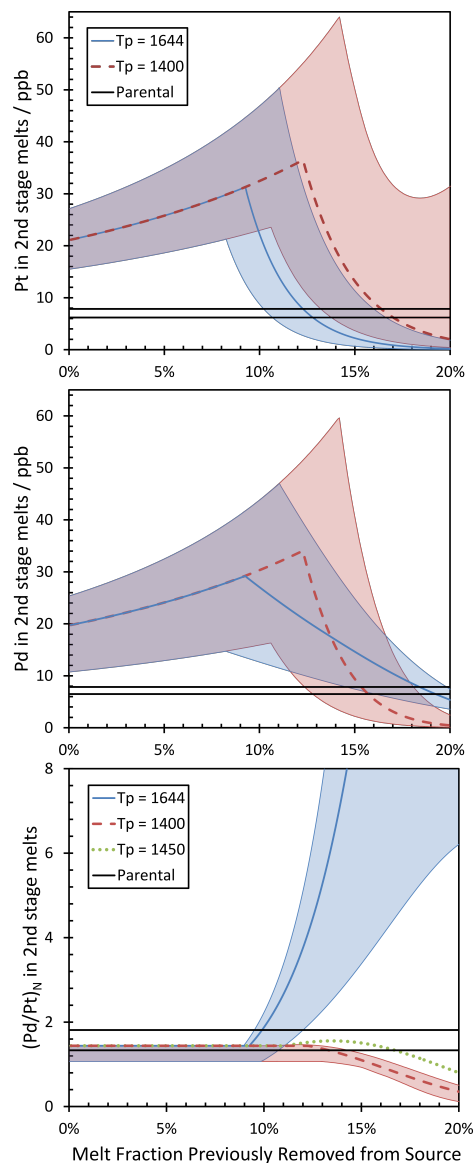 Pt in 2nd stage melts / ppb
60
50
40
30
20
10
0
Tp = 1644
Tp = 1400
Parental
0% 5% 10% 15% 20%
Pd in 2nd stage melts / ppb
60
50
40
30
20
10
0
0% 5% 10% 15% 20%
(Pd/Pt)N in 2nd stage melts
8
6
4
2
0
Tp = 1644
Tp = 1400
Tp = 1450
Parental
0% 5% 10% 15% 20%
Melt Fraction Previously Removed from Source